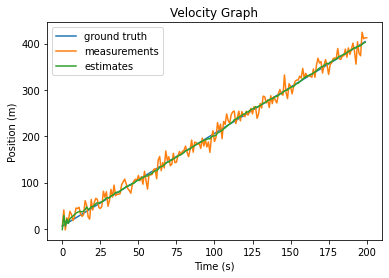 Velocity Graph
ground truth
measurements
estimates
Position (m)
400
300
200
100
0
0 25 50 75 100 125 150 175 200
Time (s)